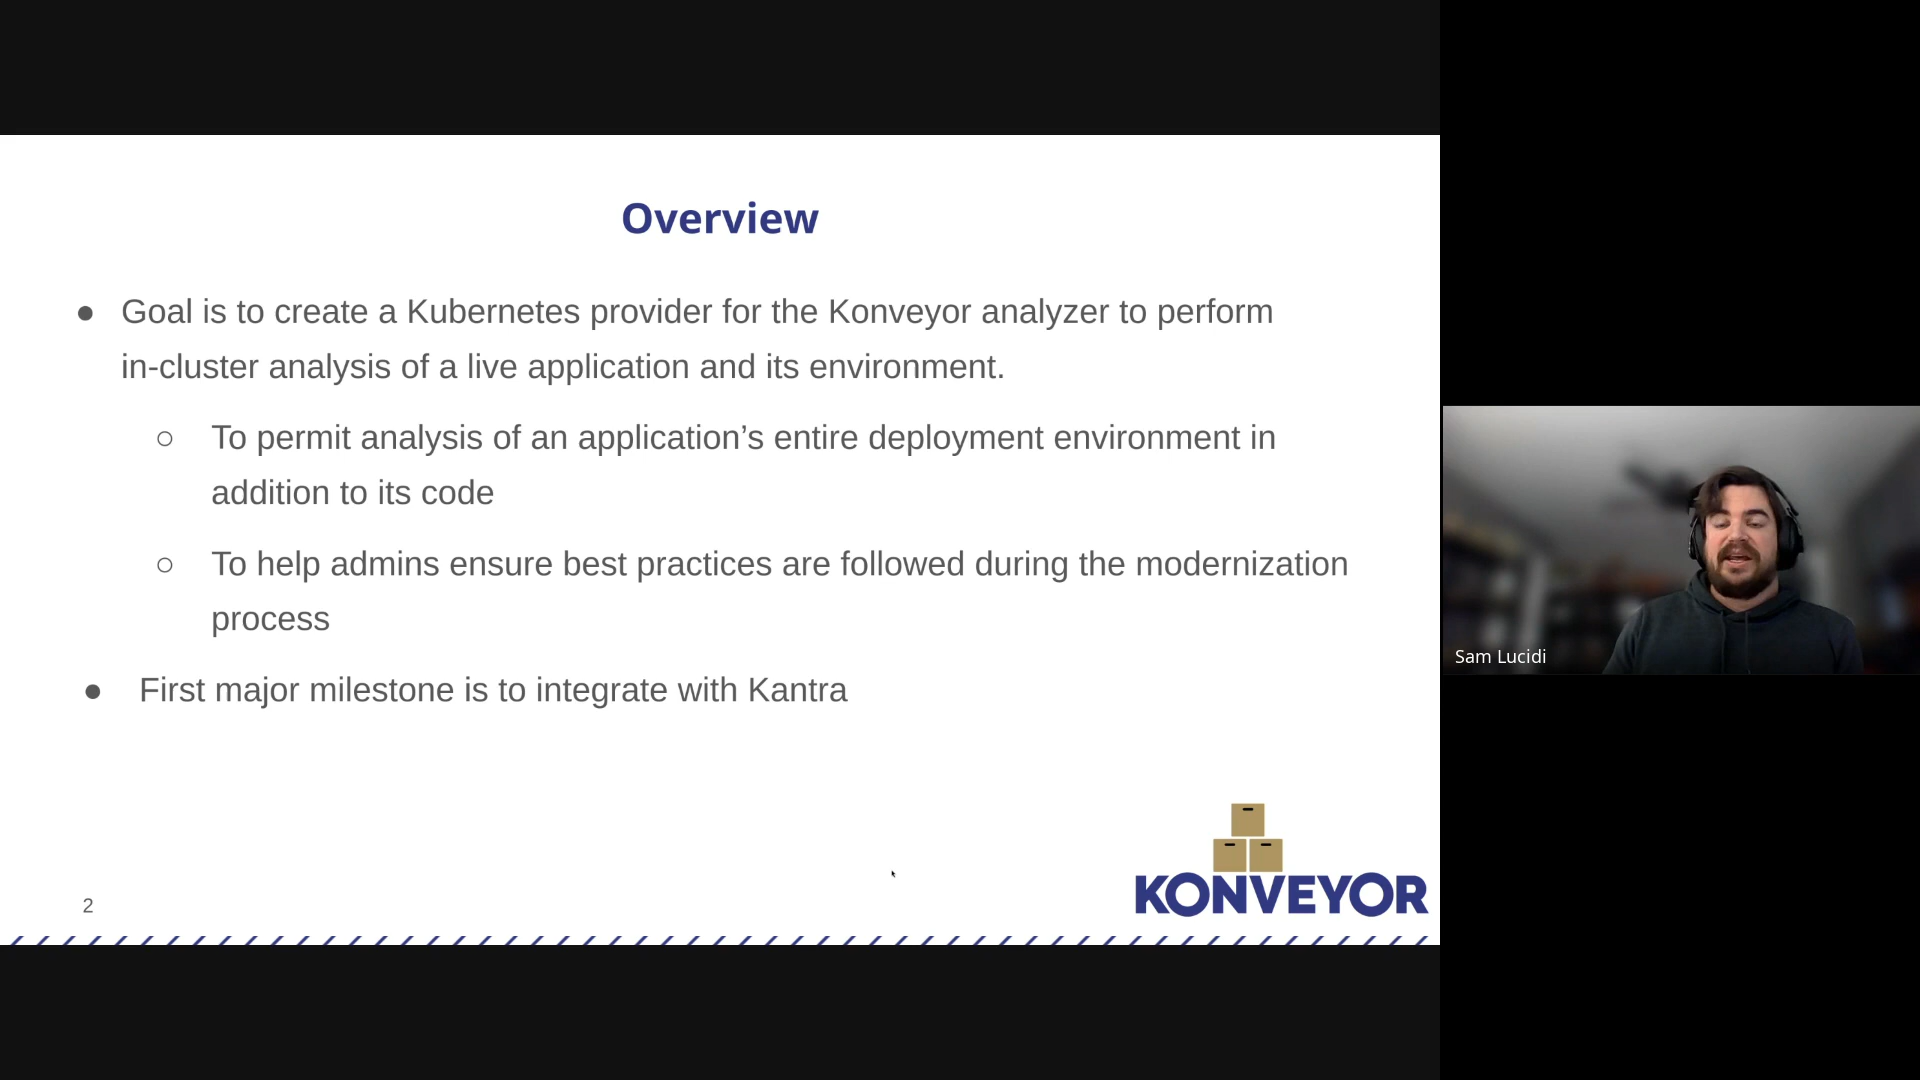 Overview
● Goal is to create a Kubernetes provider for the Konveyor analyzer to perform
in-cluster analysis of a live application and its environment.
○ To permit analysis of an application’s entire deployment environment in
addition to its code
○ To help admins ensure best practices are followed during the modernization
process
● First major milestone is to integrate with Kantra
KONVEYOR
2
Sam Lucidi